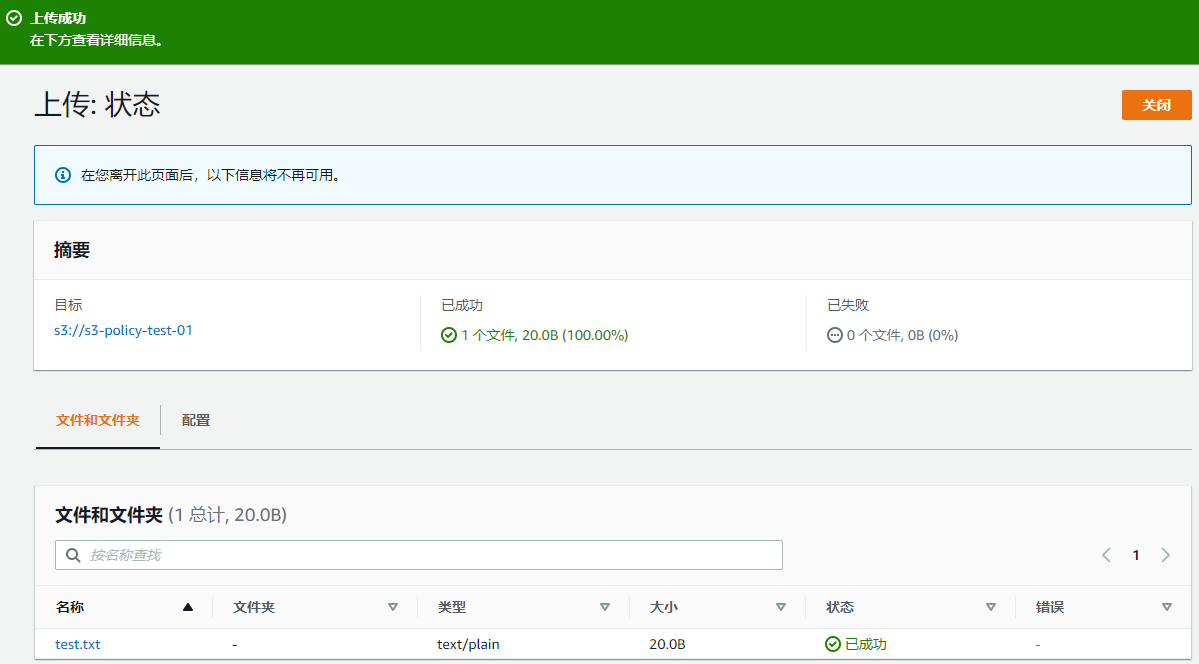 上传成功
在下方查看详细信息。
上传: 状态
关闭
在您离开此页面后，以下信息将不再可用。
摘要
目标 已成功 已失败
s3://s3-policy-test-01 1 个文件, 20.0B (100.00%) 0 个文件, 0B (0%)
文件和文件夹 配置
文件和文件夹 (1 总计, 20.0B)
按名称查找 1
名称 文件夹 类型 大小 状态 错误
test.txt - text/plain 20.0B 已成功 -